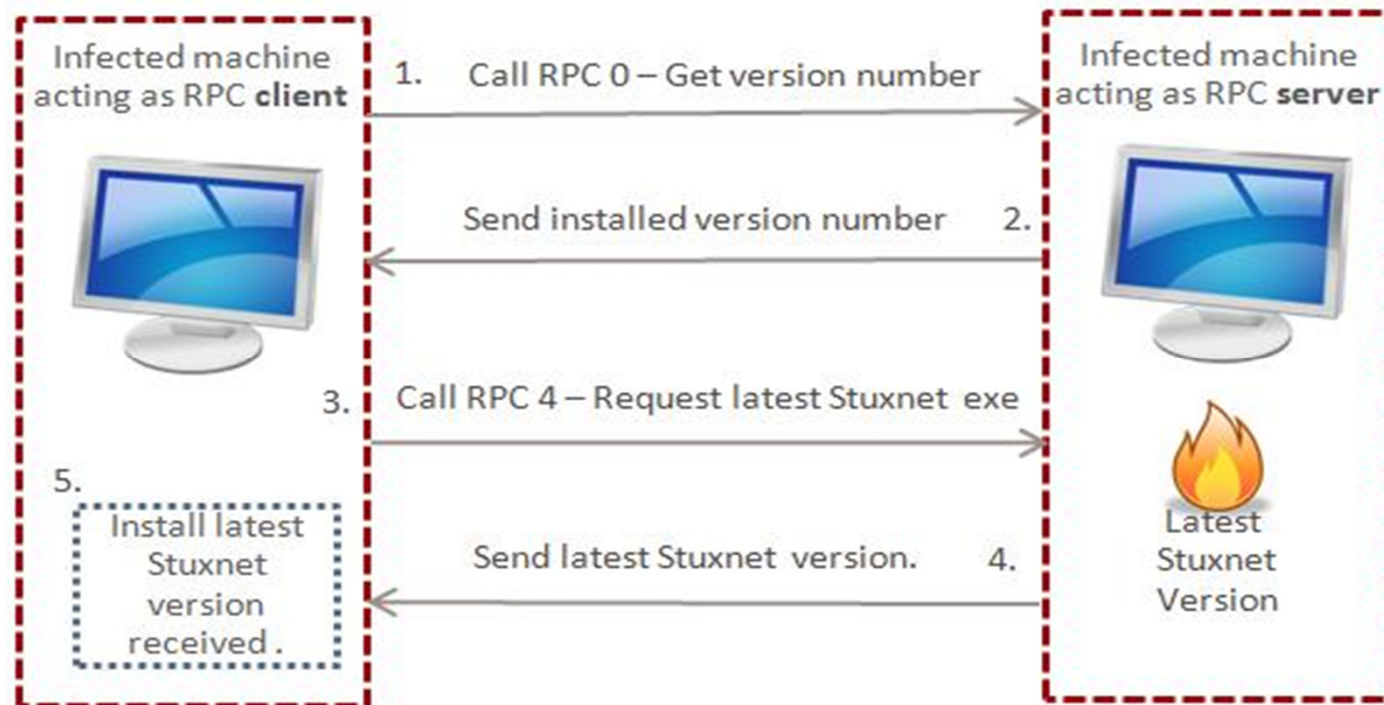 Infected machine
acting as RPC client
1. Call RPC 0 – Get version number
Infected machine
acting as RPC server
Send installed version number 2.
3. Call RPC 4 – Request latest Stuxnet exe
Latest
Stuxnet
Version
Send latest Stuxnet version. 4.
5.
Install latest
Stuxnet
version
received .